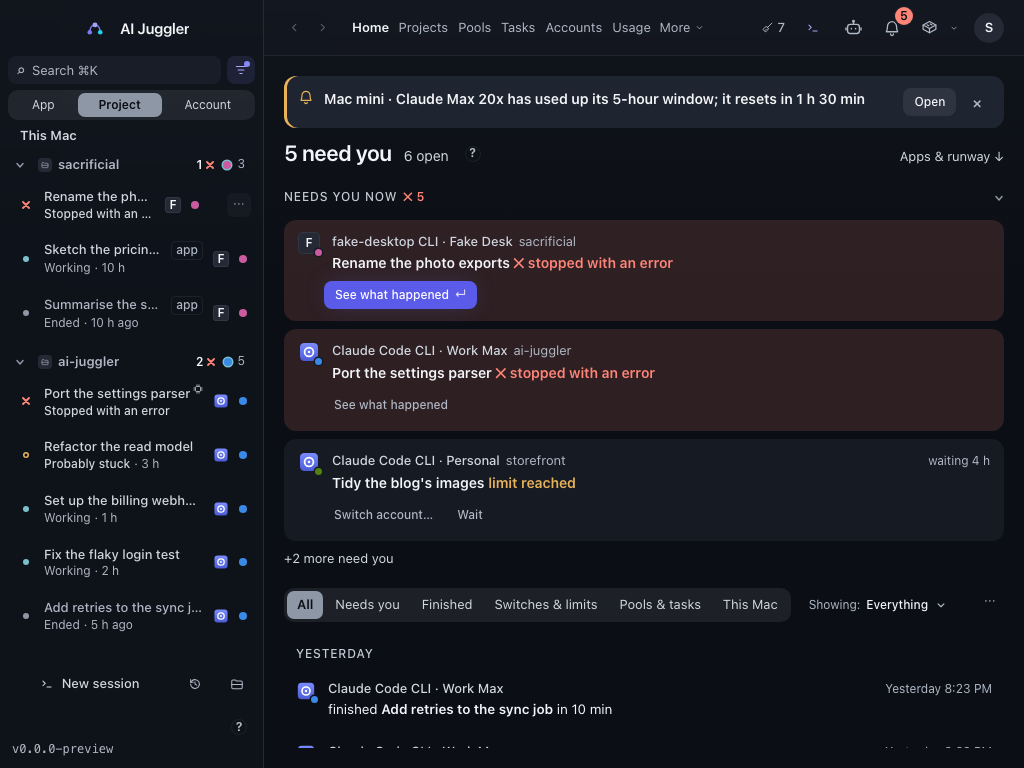 AI Juggler
Home Projects Pools Tasks Accounts Usage More
7
5
S
Search ⌘K
App Project Account
This Mac
sacrificial 1 3
Rename the ph... F
Stopped with an ...
Sketch the pricin... app F
Working · 10 h
Summarise the s... app F
Ended · 10 h ago
ai-juggler 2 5
Port the settings parser
Stopped with an error
Refactor the read model
Probably stuck · 3 h
Set up the billing webh...
Working · 1 h
Fix the flaky login test
Working · 2 h
Add retries to the sync j...
Ended · 5 h ago
New session
?
v0.0.0-preview
Mac mini · Claude Max 20x has used up its 5-hour window; it resets in 1 h 30 min
Open ×
5 need you 6 open ? Apps & runway ↓
NEEDS YOU NOW 5
F fake-desktop CLI · Fake Desk sacrificial
Rename the photo exports stopped with an error
See what happened ↵
Claude Code CLI · Work Max ai-juggler
Port the settings parser stopped with an error
See what happened
Claude Code CLI · Personal storefront waiting 4 h
Tidy the blog's images limit reached
Switch account... Wait
+2 more need you
All Needs you Finished Switches & limits Pools & tasks This Mac Showing: Everything ...
YESTERDAY
Claude Code CLI · Work Max Yesterday 8:23 PM
finished Add retries to the sync job in 10 min